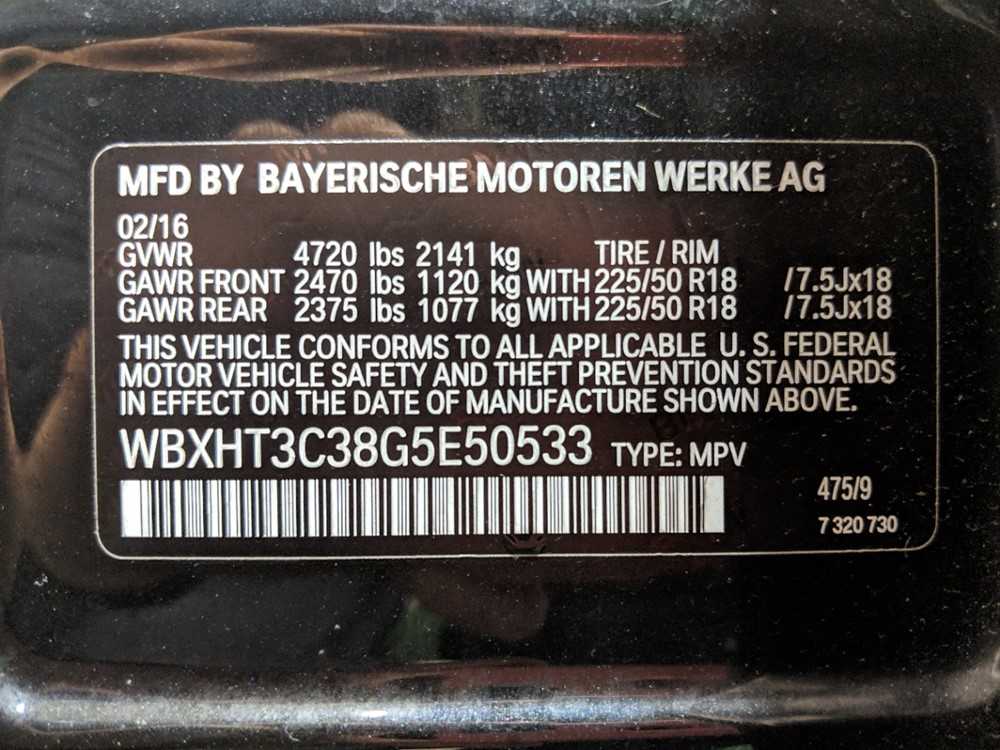 MFD BY BAYERISCHE MOTOREN WERKE AG
02/16
GVWR 4720 lbs 2141 kg TIRE / RIM
GAWR FRONT 2470 lbs 1120 kg WITH 225/50 R18 /7.5Jx18
GAWR REAR 2375 lbs 1077 kg WITH 225/50 R18 /7.5Jx18
THIS VEHICLE CONFORMS TO ALL APPLICABLE U. S. FEDERAL
MOTOR VEHICLE SAFETY AND THEFT PREVENTION STANDARDS
IN EFFECT ON THE DATE OF MANUFACTURE SHOWN ABOVE.
WBXHT3C38G5E50533 TYPE: MPV
475/9
7 320 730